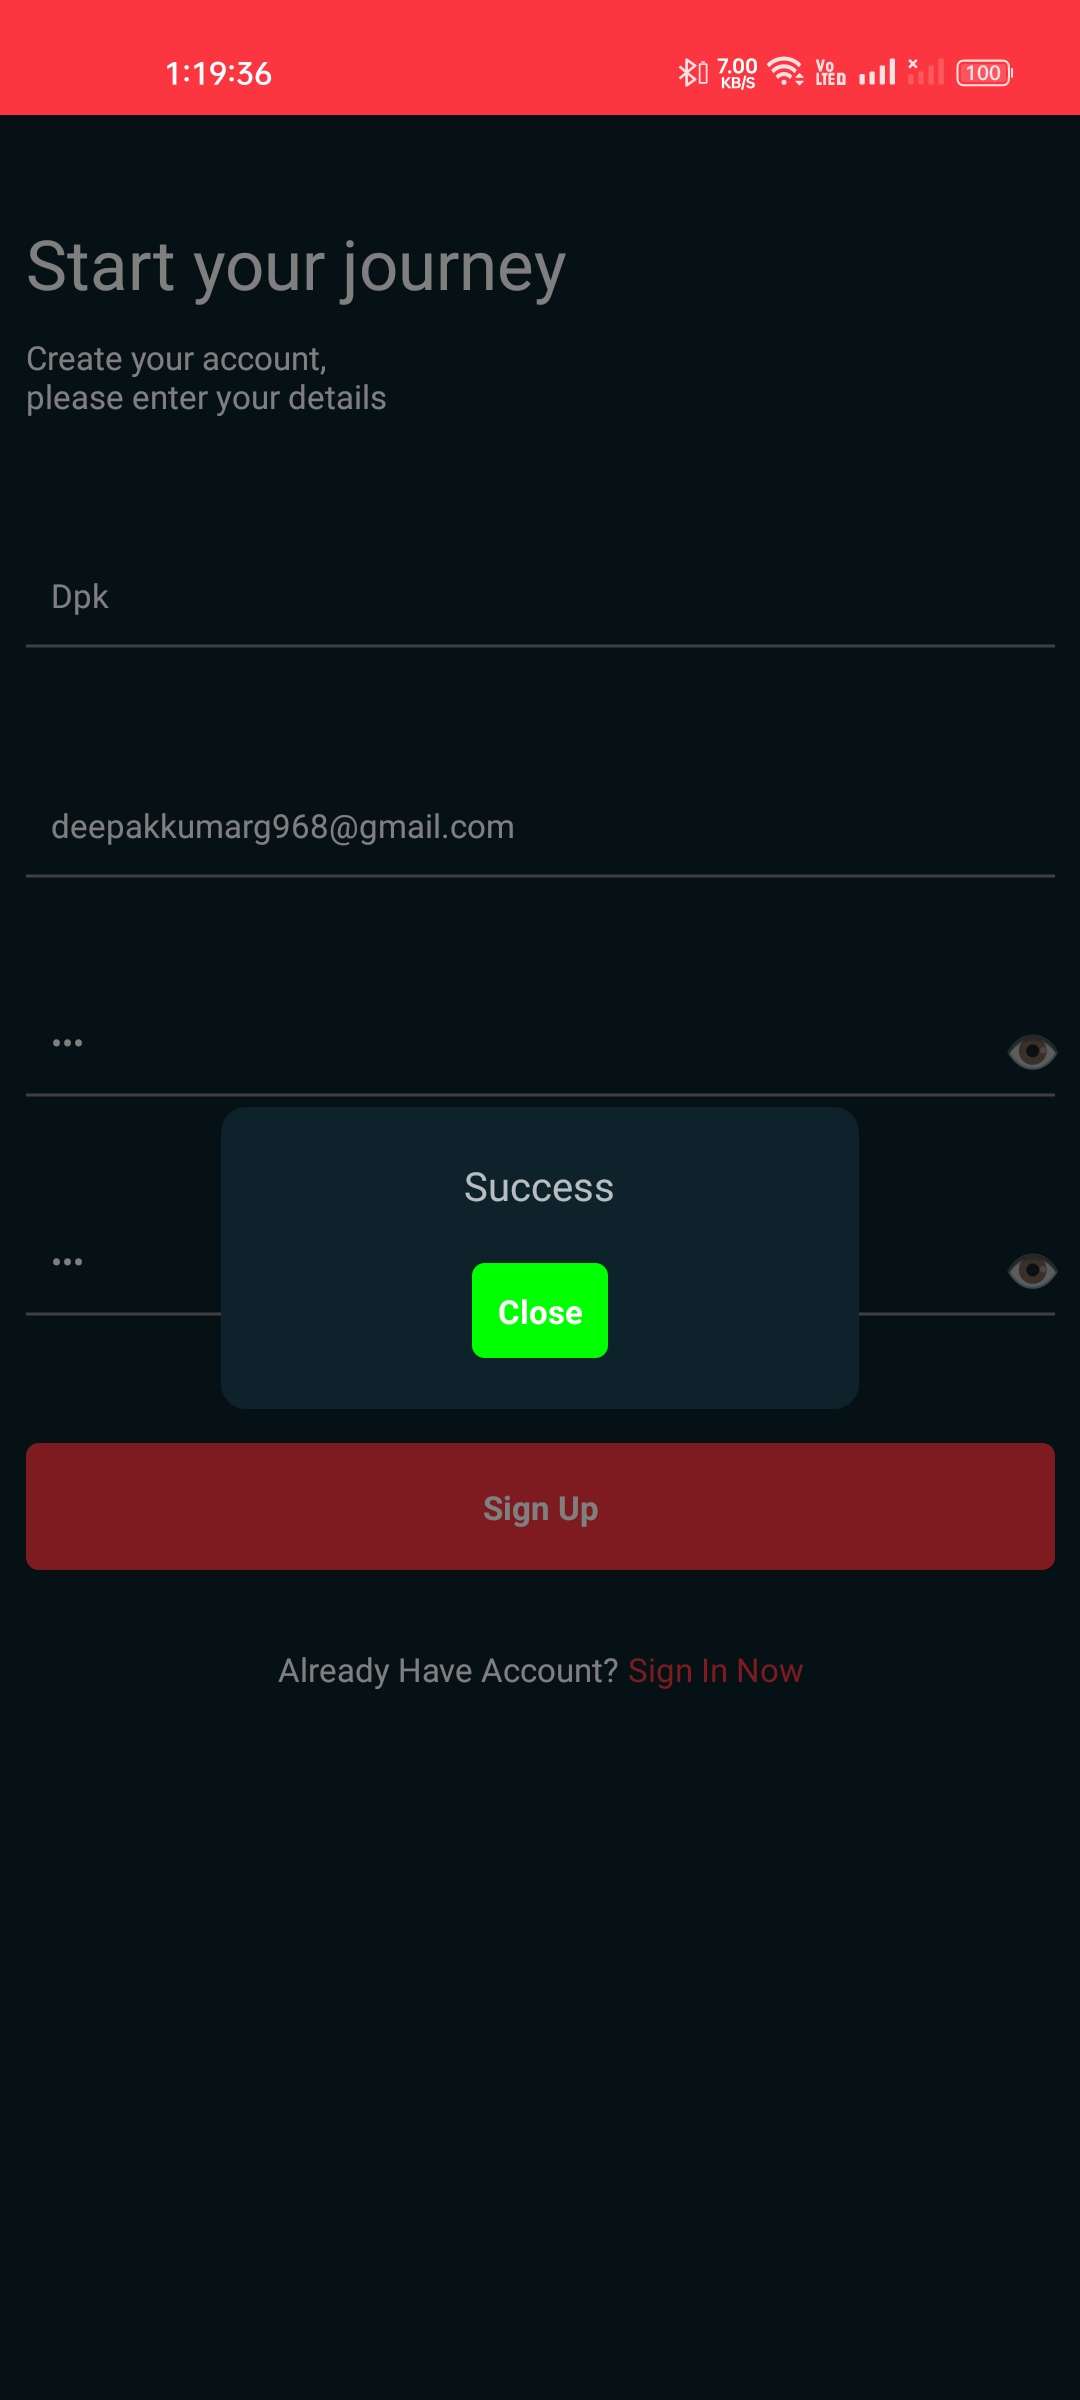 1:19:36
7.00
KB/S
Vo
LTE
100
Start your journey
Create your account,
please enter your details
Dpk
deepakkumarg968@gmail.com
•••
•••
Success
Close
Sign Up
Already Have Account? Sign In Now